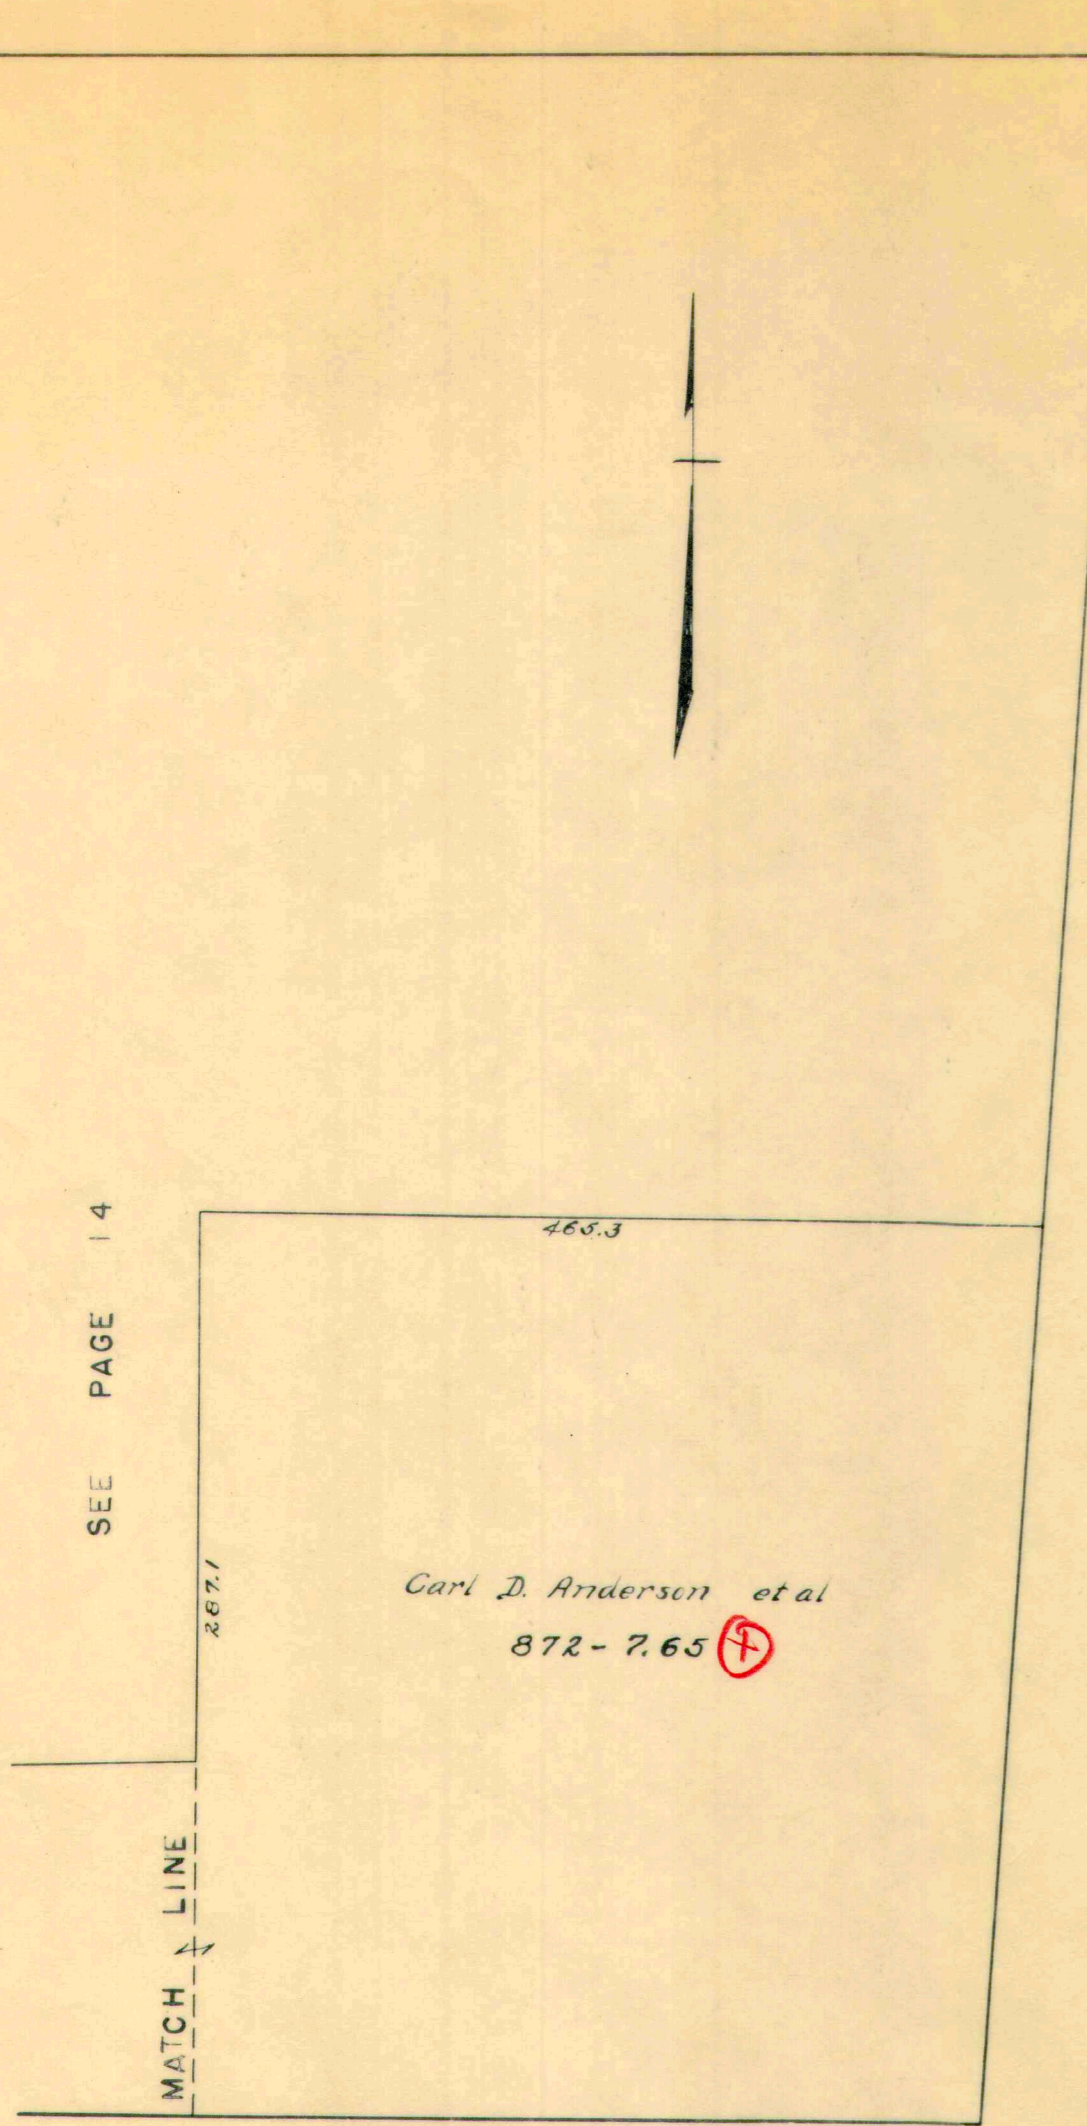 465.3
SEE PAGE 14
287.1
Carl D. Anderson et al
872-7.65
MATCH LINE